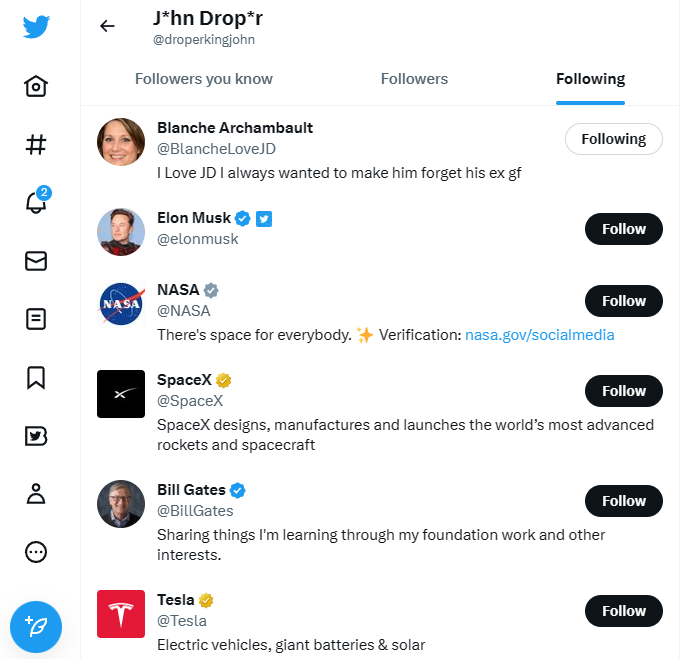 J*hn Drop*r
@droperkingjohn
Followers you know Followers Following
Blanche Archambault
@BlancheLoveJD
Following
I Love JD I always wanted to make him forget his ex gf
Elon Musk
@elonmusk
Follow
2
NASA
NASA
@NASA
Follow
There's space for everybody. ✨ Verification: nasa.gov/socialmedia
SpaceX
@SpaceX
Follow
SpaceX designs, manufactures and launches the world’s most advanced
rockets and spacecraft
Bill Gates
@BillGates
Follow
Sharing things I'm learning through my foundation work and other
interests.
Tesla
@Tesla
Follow
Electric vehicles, giant batteries & solar